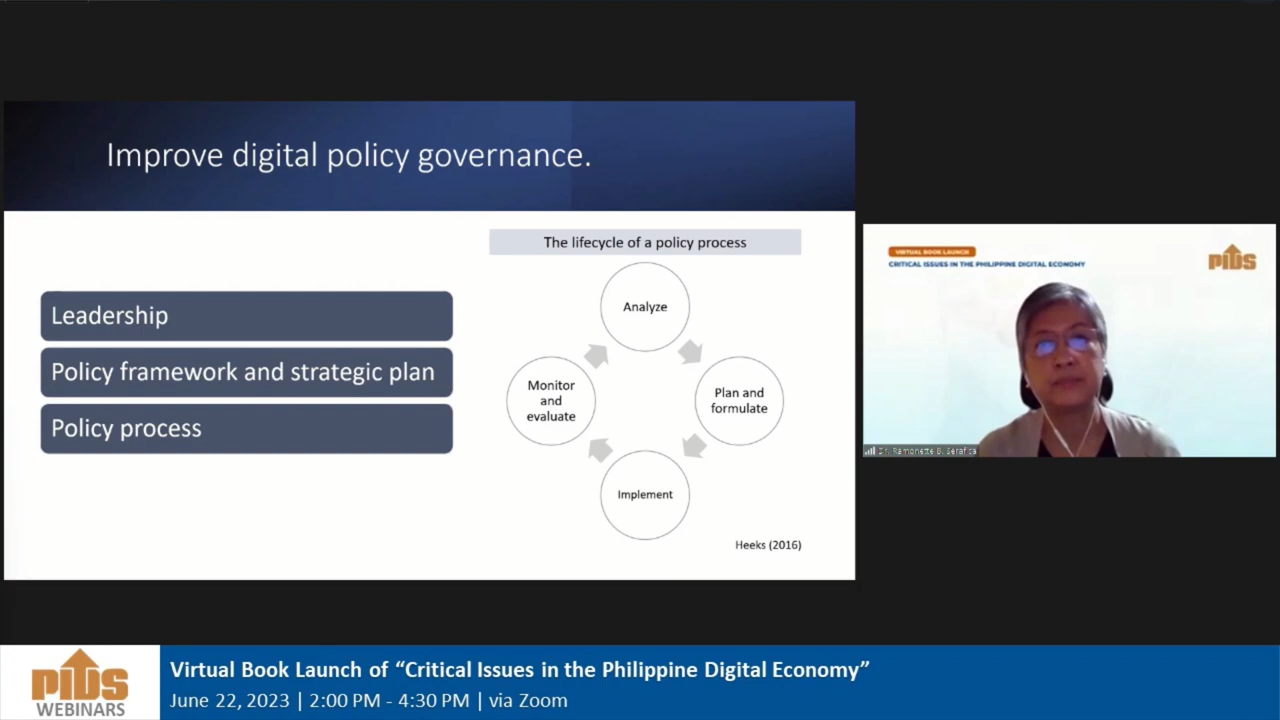 Improve digital policy governance.
Leadership
Policy framework and strategic plan
Policy process
The lifecycle of a policy process
Analyze
Plan and
formulate
Implement
Monitor
and
evaluate
Heeks (2016)
VIRTUAL BOOK LAUNCH
CRITICAL ISSUES IN THE PHILIPPINE DIGITAL ECONOMY
PIDS
Dr. Ramonette B. Serafica
PIDS
WEBINARS
Virtual Book Launch of “Critical Issues in the Philippine Digital Economy”
June 22, 2023 | 2:00 PM - 4:30 PM | via Zoom